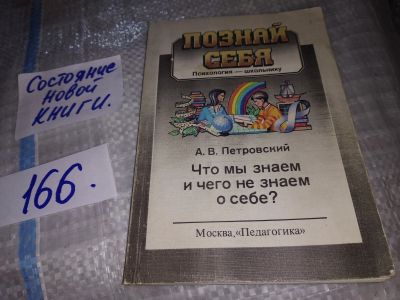 Состояние
новой
книги.
166.
ПОЗНАЙ
СЕБЯ
Психология — школьнику
А. В. Петровский
Что мы знаем
и чего не знаем
о себе?
Москва, «Педагогика»